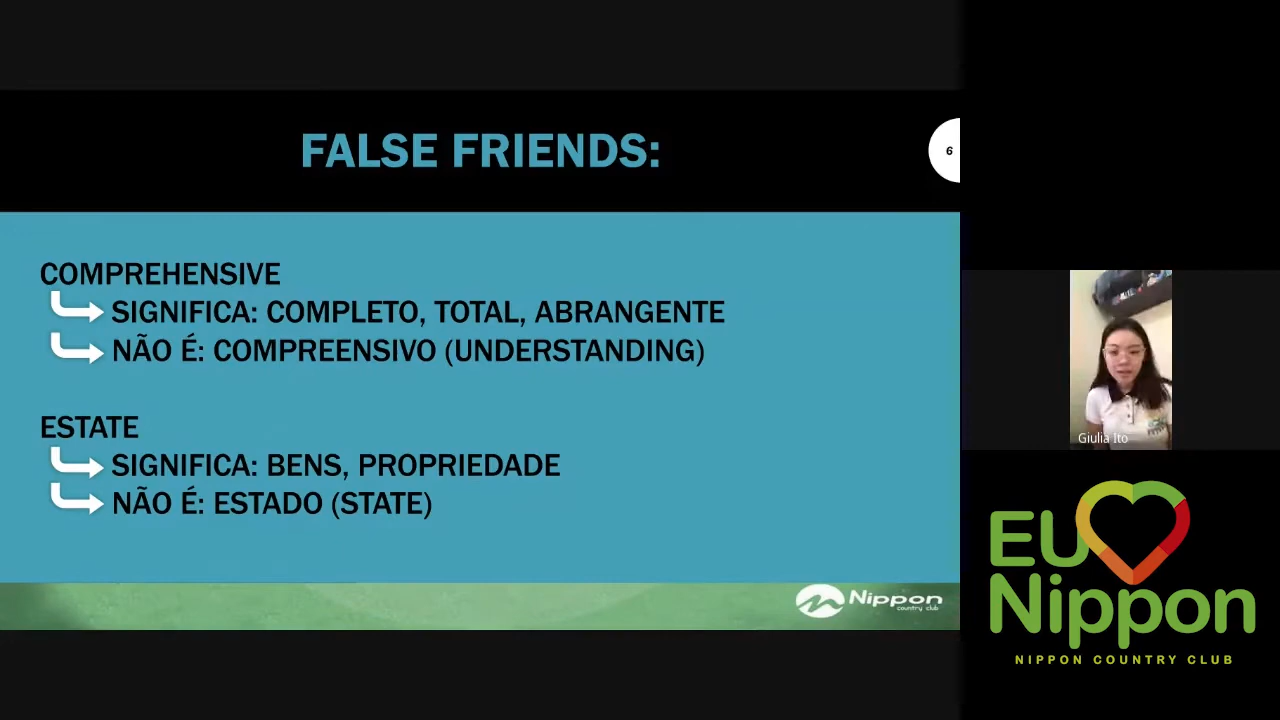 FALSE FRIENDS:
6
COMPREHENSIVE
SIGNIFICA: COMPLETO, TOTAL, ABRANGENTE
NÃO É: COMPREENSIVO (UNDERSTANDING)
ESTATE
SIGNIFICA: BENS, PROPRIEDADE
NÃO É: ESTADO (STATE)
Nippon
country club
Giulia Ito
EU
Nippon
NIPPON COUNTRY CLUB